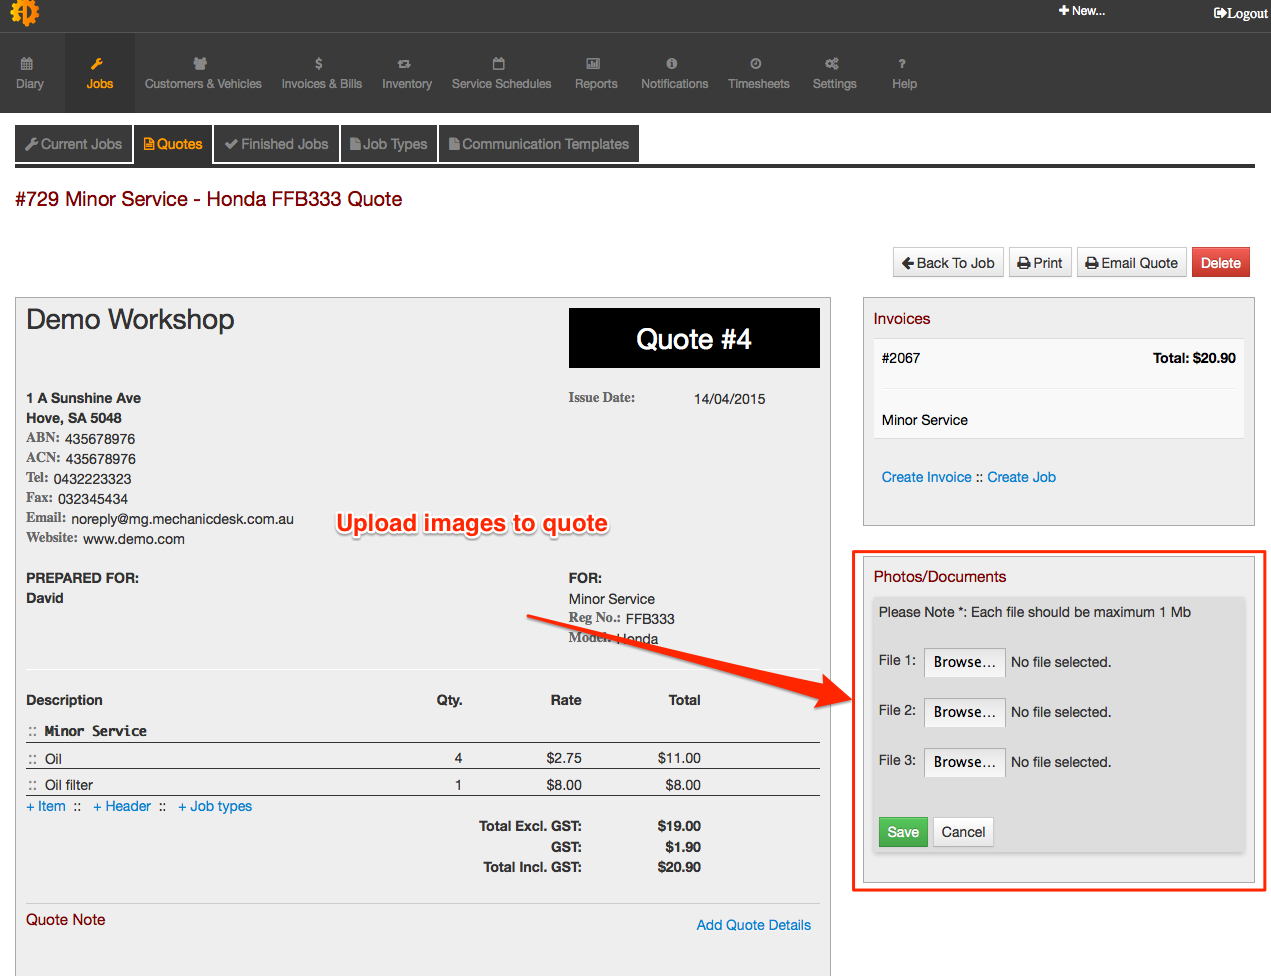 New...
Logout
Diary
Jobs
Customers & Vehicles
Invoices & Bills
Inventory
Service Schedules
Reports
Notifications
Timesheets
Settings
Help
Current Jobs
Quotes
Finished Jobs
Job Types
Communication Templates
#729 Minor Service - Honda FFB333 Quote
Back To Job
Print
Email Quote
Delete
Demo Workshop
Quote #4
1 A Sunshine Ave
Issue Date: 14/04/2015
Hove, SA 5048
ABN: 435678976
ACN: 435678976
Tel: 0432223323
Fax: 032345434
Email: noreply@mg.mechanicdesk.com.au
Website: www.demo.com
Upload images to quote
PREPARED FOR:
David
FOR:
Minor Service
Reg No.: FFB333
Model: Honda
Description Qty. Rate Total
:: Minor Service
:: Oil 4 $2.75 $11.00
:: Oil filter 1 $8.00 $8.00
+ Item :: + Header :: + Job types
Total Excl. GST: $19.00
GST: $1.90
Total Incl. GST: $20.90
Quote Note
Add Quote Details
Invoices
#2067 Total: $20.90
Minor Service
Create Invoice :: Create Job
Photos/Documents
Please Note *: Each file should be maximum 1 Mb
File 1: Browse... No file selected.
File 2: Browse... No file selected.
File 3: Browse... No file selected.
Save Cancel